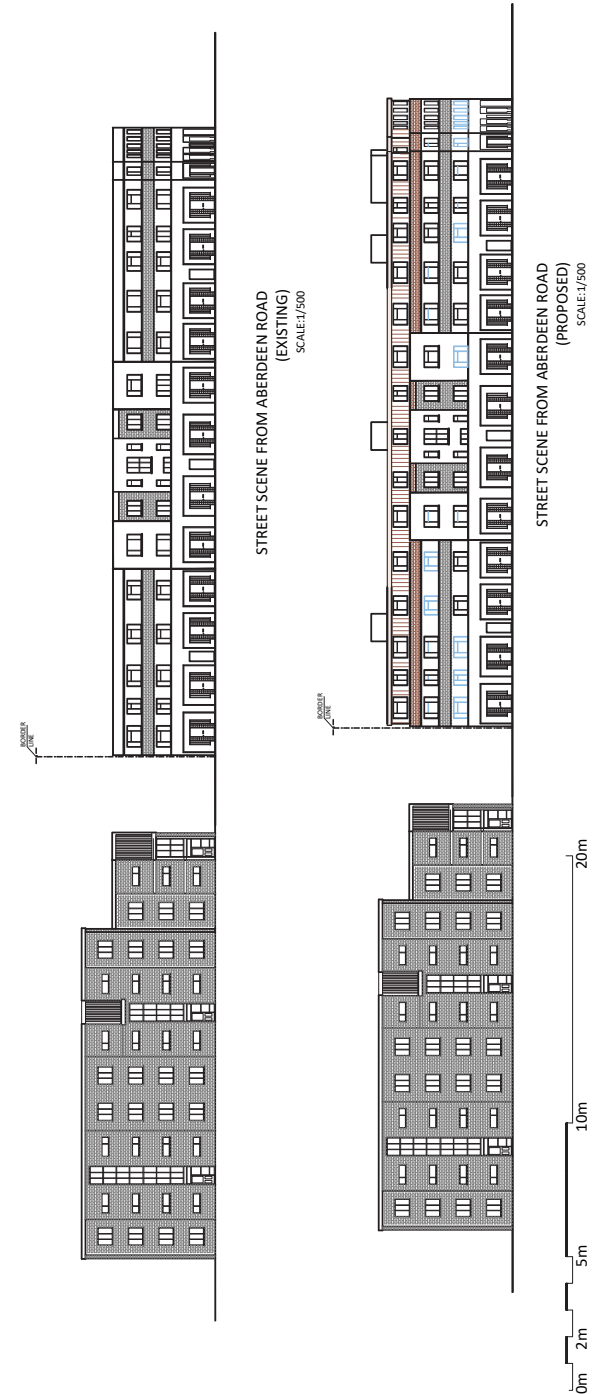 BORDER
LINE
STREET SCENE FROM ABERDEEN ROAD
(EXISTING)
SCALE:1/500
BORDER
LINE
STREET SCENE FROM ABERDEEN ROAD
(PROPOSED)
SCALE:1/500
0m 2m 5m 10m 20m